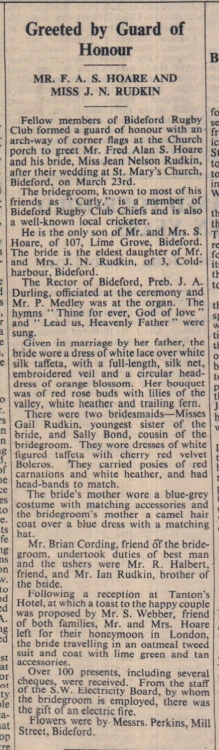 Greeted by Guard of
Honour
MR. F. A. S. HOARE AND
MISS J. N. RUDKIN
Fellow members of Bideford Rugby
Club formed a guard of honour with an
arch-way of corner flags at the Church
porch to greet Mr. Fred Alan S. Hoare
and his bride, Miss Jean Nelson Rudkin,
after their wedding at St. Mary's Church,
Bideford, on March 23rd.
The bridegroom, known to most of his
friends as "Curly," is a member of
Bideford Rugby Club Chiefs and is also
a well-known local cricketer.
He is the only son of Mr. and Mrs. S.
Hoare, of 107, Lime Grove, Bideford.
The bride is the eldest daughter of Mr.
and Mrs. J. N. Rudkin, of 3, Cold-
harbour, Bideford.
The Rector of Bideford, Preb. J. A.
Durling, officiated at the ceremony and
Mr. P. Medley was at the organ. The
hymns "Thine for ever, God of love"
and "Lead us, Heavenly Father" were
sung.
Given in marriage by her father, the
bride wore a dress of white lace over white
silk taffeta, with a full-length, silk net,
embroidered veil and a circular head-
dress of orange blossom. Her bouquet
was of red rose buds with lilies of the
valley, white heather and trailing fern.
There were two bridesmaids—Misses
Gail Rudkin, youngest sister of the
bride, and Sally Bond, cousin of the
bridegroom. They wore dresses of white
figured taffeta with cherry red velvet
Boleros. They carried posies of red
carnations and white heather, and had
head-bands to match.
The bride's mother wore a blue-grey
costume with matching accessories and
the bridegroom's mother a camel hair
coat over a blue dress with a matching
hat.
Mr. Brian Cording, friend of the bride-
groom, undertook duties of best man
and the ushers were Mr. R. Halbert,
friend, and Mr. Ian Rudkin, brother of
the bride.
Following a reception at Tanton's
Hotel, at which a toast to the happy couple
was proposed by Mr. S. Webber, friend
of both families, Mr. and Mrs. Hoare
left for their honeymoon in London,
the bride travelling in an oatmeal tweed
suit and coat with lime green and tan
accessories.
Over 100 presents, including several
cheques, were received. From the staff
of the S.W. Electricity Board, by whom
the bridegroom is employed, there was
the gift of an electric fire.
Flowers were by Messrs. Perkins, Mill
Street, Bideford.